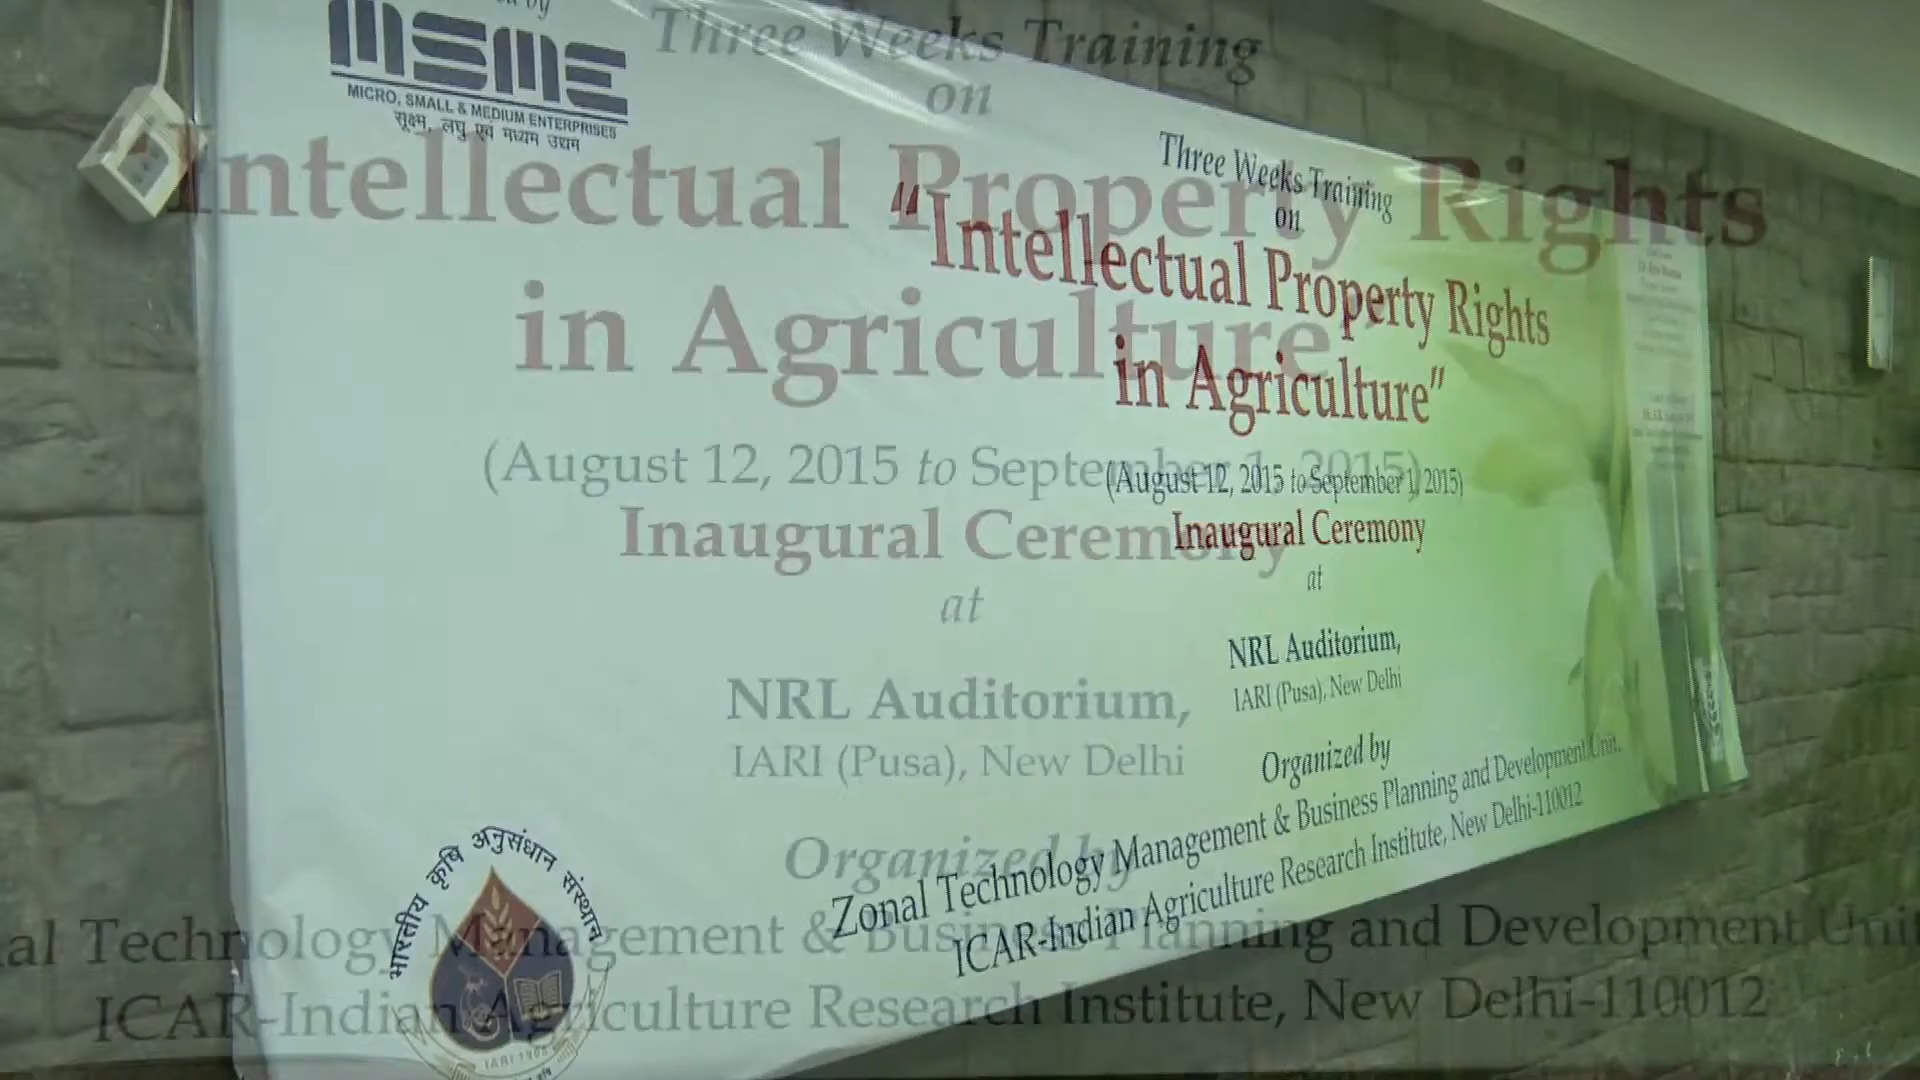 by
MSME
MICRO, SMALL & MEDIUM ENTERPRISES
सूक्ष्म, लघु एवं मध्यम उद्यम
Three Weeks Training
on
Intellectual Property Rights
in Agriculture"
(August 12, 2015 to September 1, 2015)
Inaugural Ceremony
at
NRL Auditorium,
IARI (Pusa), New Delhi
Organized by
al Technology Management & Business Planning and Development Unit
ICAR-Indian Agriculture Research Institute, New Delhi-110012
Three Weeks Training
on
"Intellectual Property Rights
in Agriculture"
(August 12, 2015 to September 1, 2015)
Inaugural Ceremony
at
NRL Auditorium,
IARI (Pusa), New Delhi
Organized by
Zonal Technology Management & Business Planning and Development Unit.
ICAR-Indian Agriculture Research Institute, New Delhi-110012
भारतीय कृषि अनुसंधान संस्थान
IARI 1905